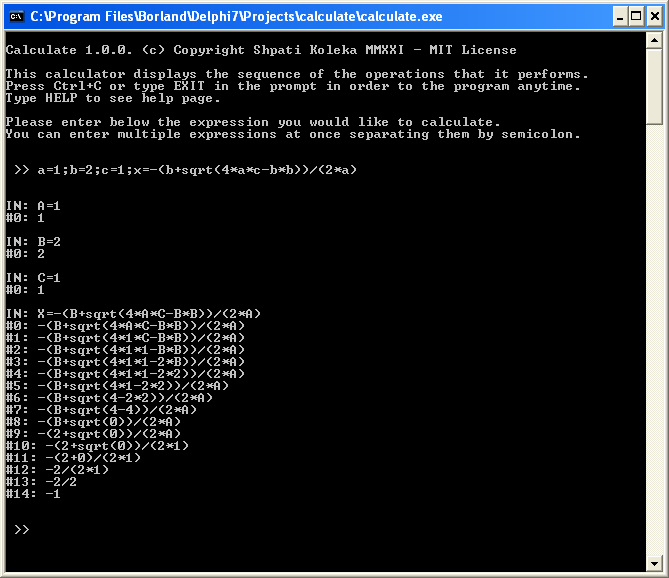 C:\Program Files\Borland\Delphi7\Projects\calculate\calculate.exe
Calculate 1.0.0. (c) Copyright Shpati Koleka MMXXI - MIT License
This calculator displays the sequence of the operations that it performs.
Press Ctrl+C or type EXIT in the prompt in order to the program anytime.
Type HELP to see help page.
Please enter below the expression you would like to calculate.
You can enter multiple expressions at once separating them by semicolon.
>> a=1;b=2;c=1;x=-(b+sqrt(4*a*c-b*b))/(2*a)
IN: A=1
#0: 1
IN: B=2
#0: 2
IN: C=1
#0: 1
IN: X=-(B+sqrt(4*A*C-B*B))/(2*A)
#0: -(B+sqrt(4*A*C-B*B))/(2*A)
#1: -(B+sqrt(4*1*C-B*B))/(2*A)
#2: -(B+sqrt(4*1*1-B*B))/(2*A)
#3: -(B+sqrt(4*1*1-2*B))/(2*A)
#4: -(B+sqrt(4*1*1-2*2))/(2*A)
#5: -(B+sqrt(4*1-2*2))/(2*A)
#6: -(B+sqrt(4-2*2))/(2*A)
#7: -(B+sqrt(4-4))/(2*A)
#8: -(B+sqrt(0))/(2*A)
#9: -(2+sqrt(0))/(2*A)
#10: -(2+sqrt(0))/(2*1)
#11: -(2+0)/(2*1)
#12: -2/(2*1)
#13: -2/2
#14: -1
>>